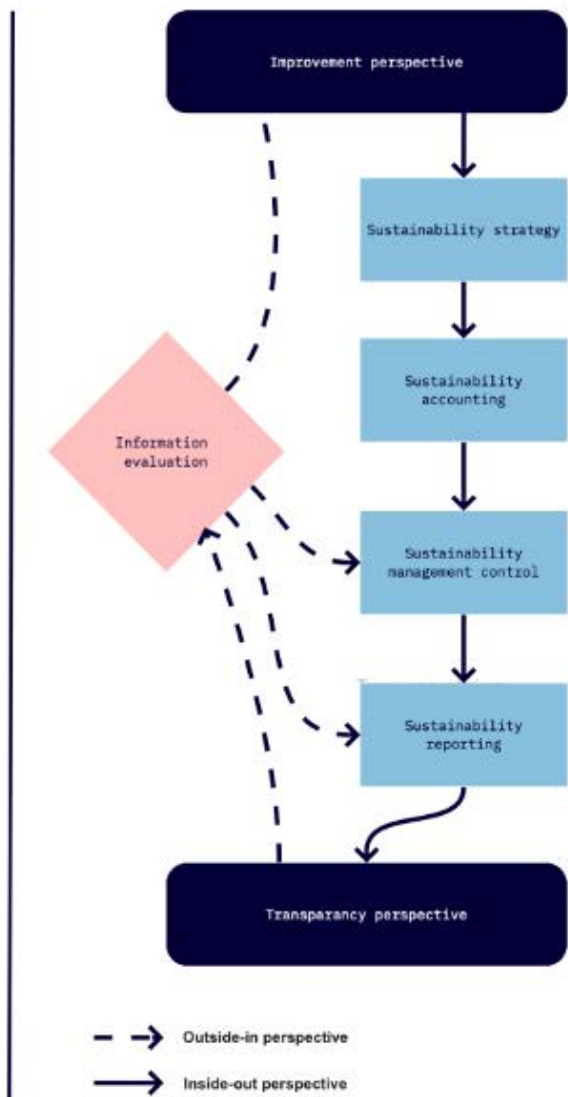 Improvement perspective
Sustainability strategy
Sustainability
accounting
Information
evaluation
Sustainability
management control
Sustainability
reporting
Transparancy perspective
Outside-in perspective
Inside-out perspective